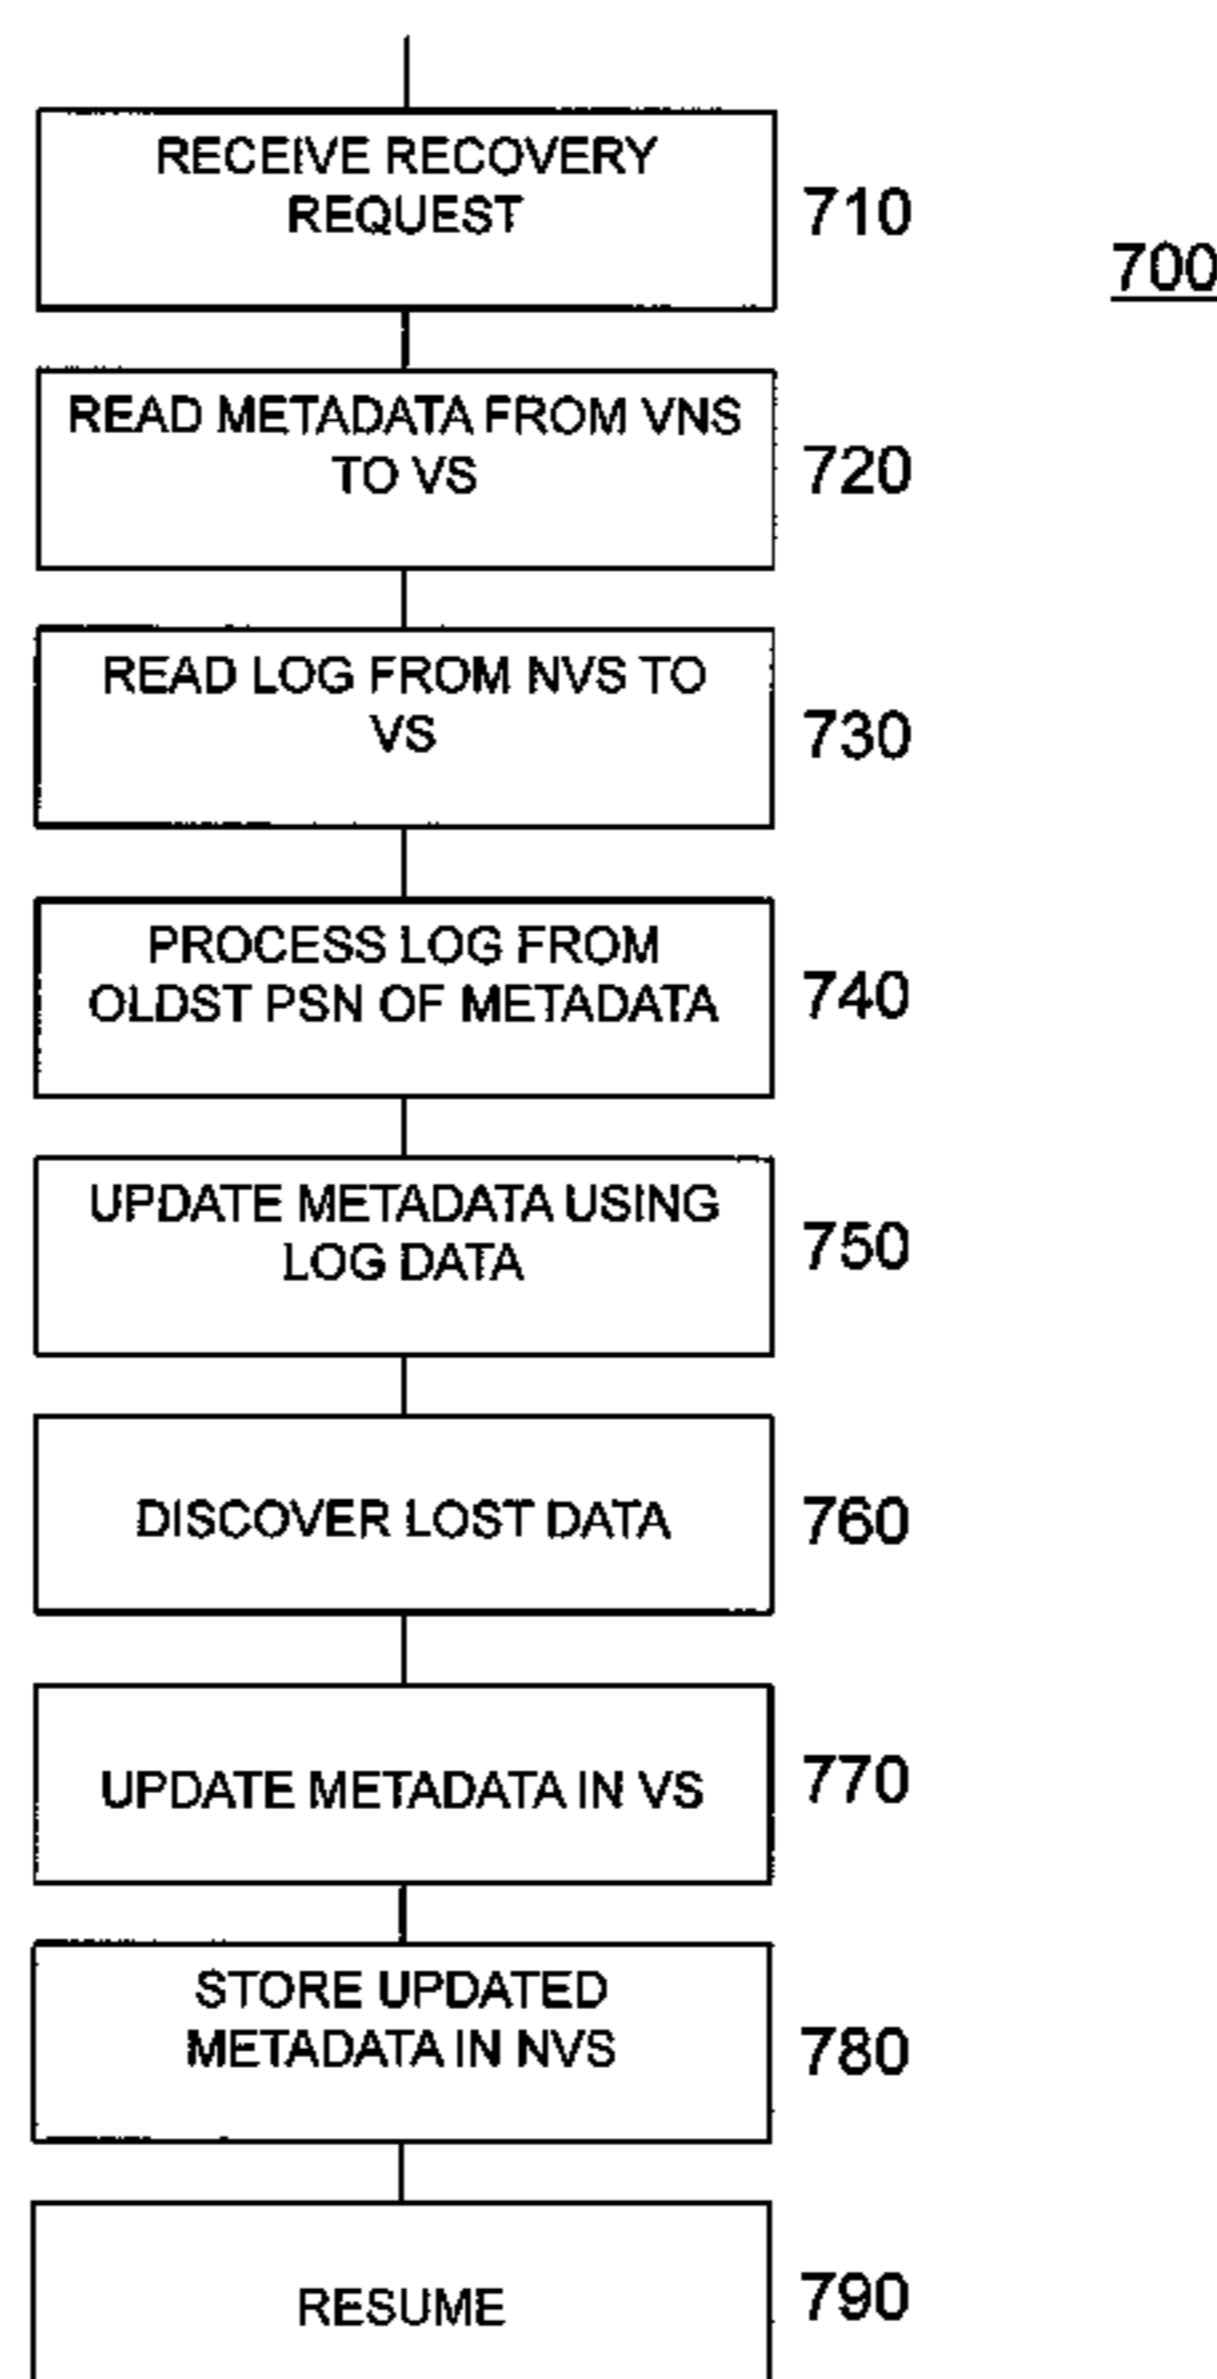 RECEIVE RECOVERY
REQUEST
710
700
READ METADATA FROM VNS
TO VS
720
READ LOG FROM NVS TO
VS
730
PROCESS LOG FROM
OLDST PSN OF METADATA
740
UPDATE METADATA USING
LOG DATA
750
DISCOVER LOST DATA
760
UPDATE METADATA IN VS
770
STORE UPDATED
METADATA IN NVS
780
RESUME
790